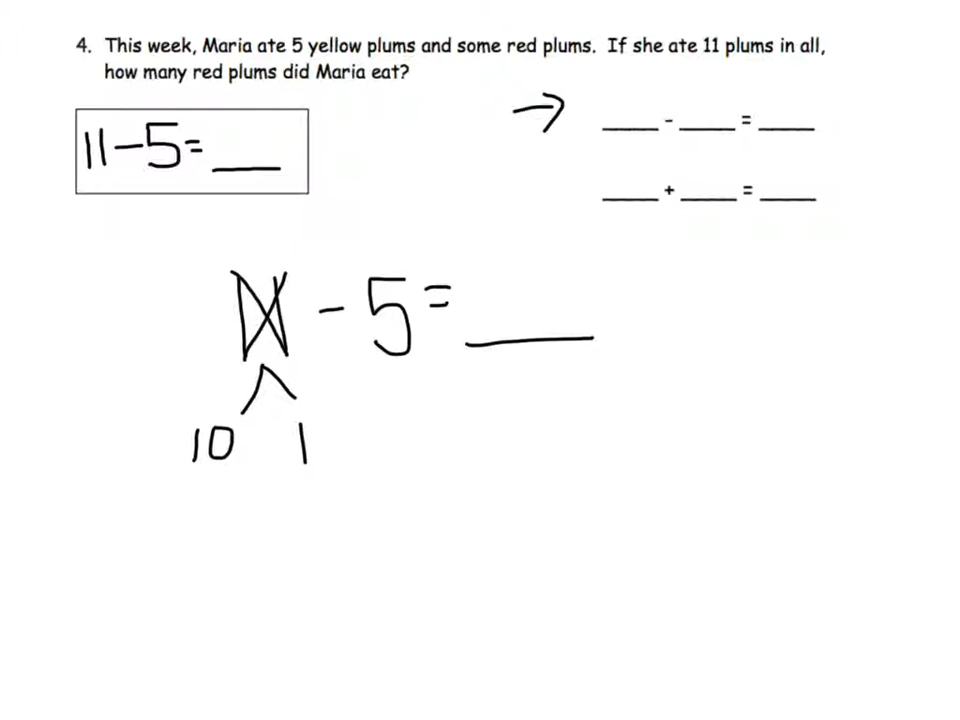 4. This week, Maria ate 5 yellow plums and some red plums. If she ate 11 plums in all,
how many red plums did Maria eat?
11-5= ___
→ ___ - ___ = ___
___ + ___ = ___
11 - 5 = ___
10 1